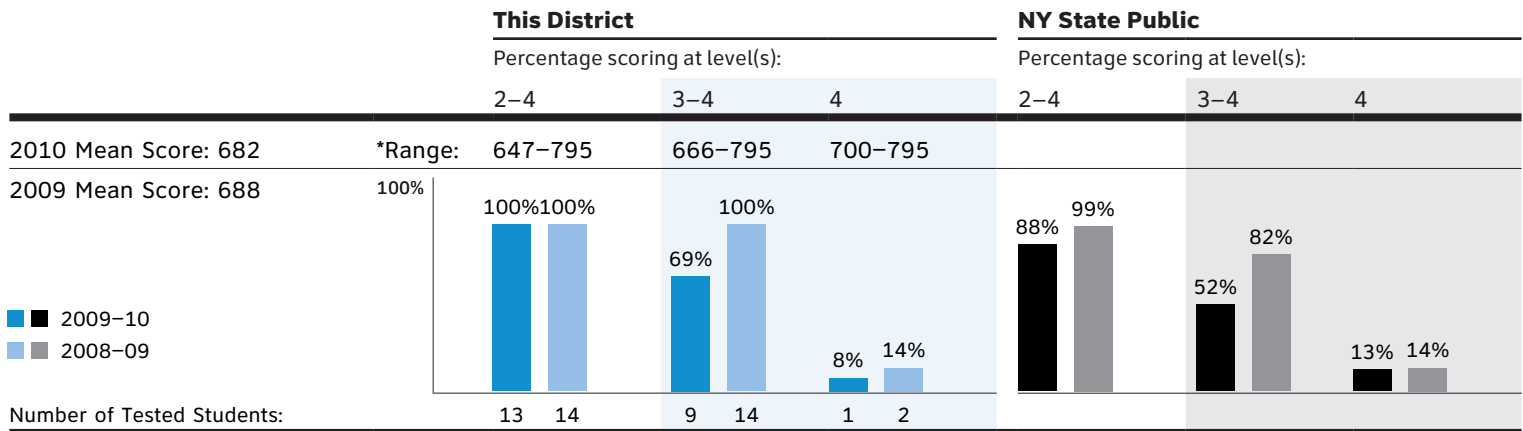 This District NY State Public
Percentage scoring at level(s): Percentage scoring at level(s):
2–4 3–4 4 2–4 3–4 4
2010 Mean Score: 682 *Range: 647–795 666–795 700–795
2009 Mean Score: 688 100%
100% 100% 100% 99%
88%
82%
69%
52%
8% 14% 13% 14%
2009–10
2008–09
Number of Tested Students: 13 14 9 14 1 2